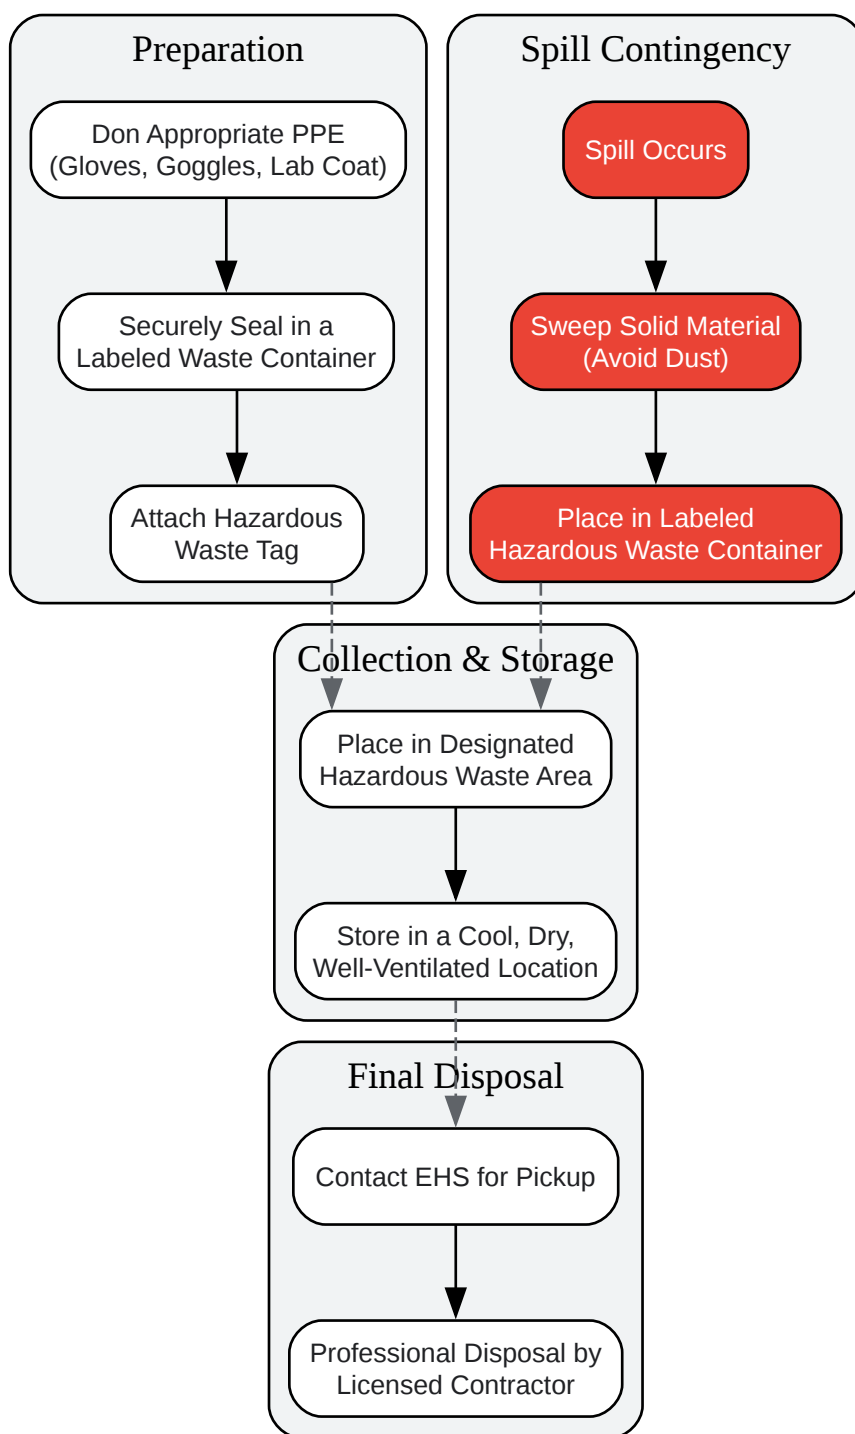 Preparation
Don Appropriate PPE
(Gloves, Goggles, Lab Coat)
Securely Seal in a
Labeled Waste Container
Attach Hazardous
Waste Tag
Spill Contingency
Spill Occurs
Sweep Solid Material
(Avoid Dust)
Place in Labeled
Hazardous Waste Container
Collection & Storage
Place in Designated
Hazardous Waste Area
Store in a Cool, Dry,
Well-Ventilated Location
Final Disposal
Contact EHS for Pickup
Professional Disposal by
Licensed Contractor